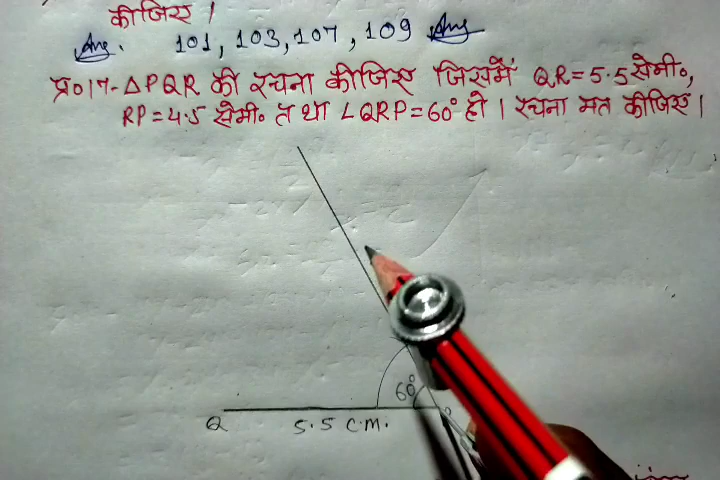 कीजिए ।
Ans. 101, 103, 107, 109 Ans
प्र०17- ΔPQR की रचना कीजिए जिसमें QR=5.5 सेमी०,
RP=4.5 सेमी० तथा ∠QRP=60° हो । रचना मत कीजिए ।
60°
Q 5.5 C.M.